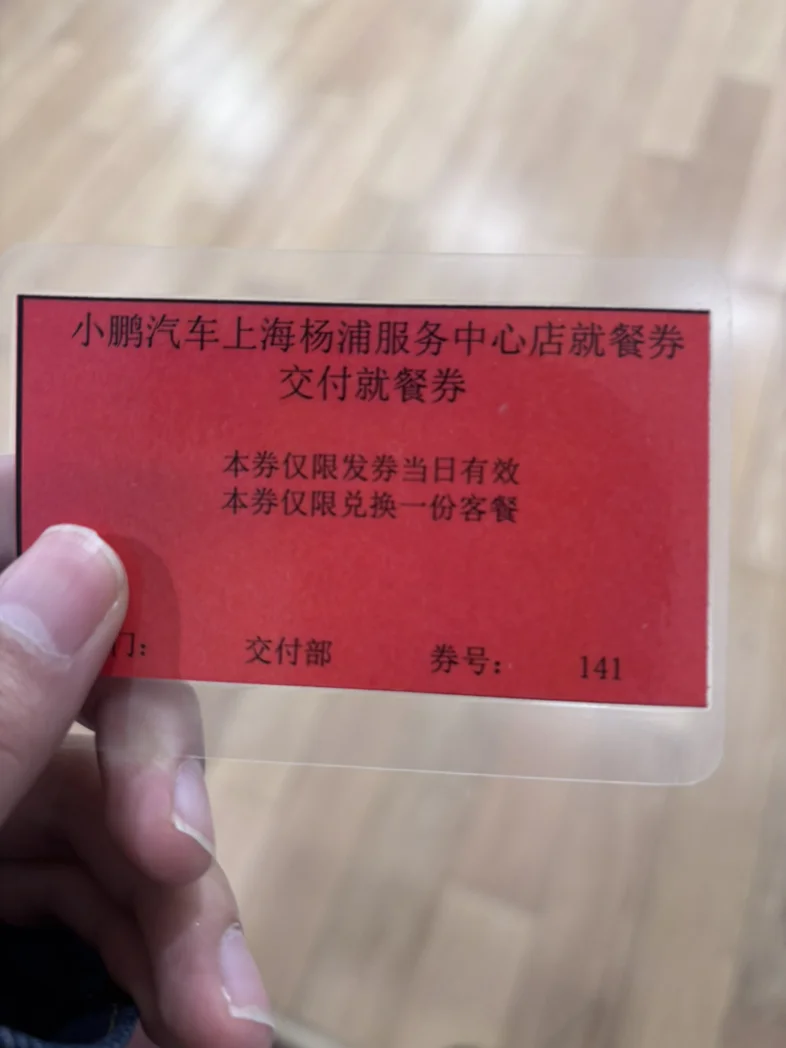 小鹏汽车上海杨浦服务中心店就餐券
交付就餐券
本券仅限发券当日有效
本券仅限兑换一份客餐
门： 交付部 券号： 141